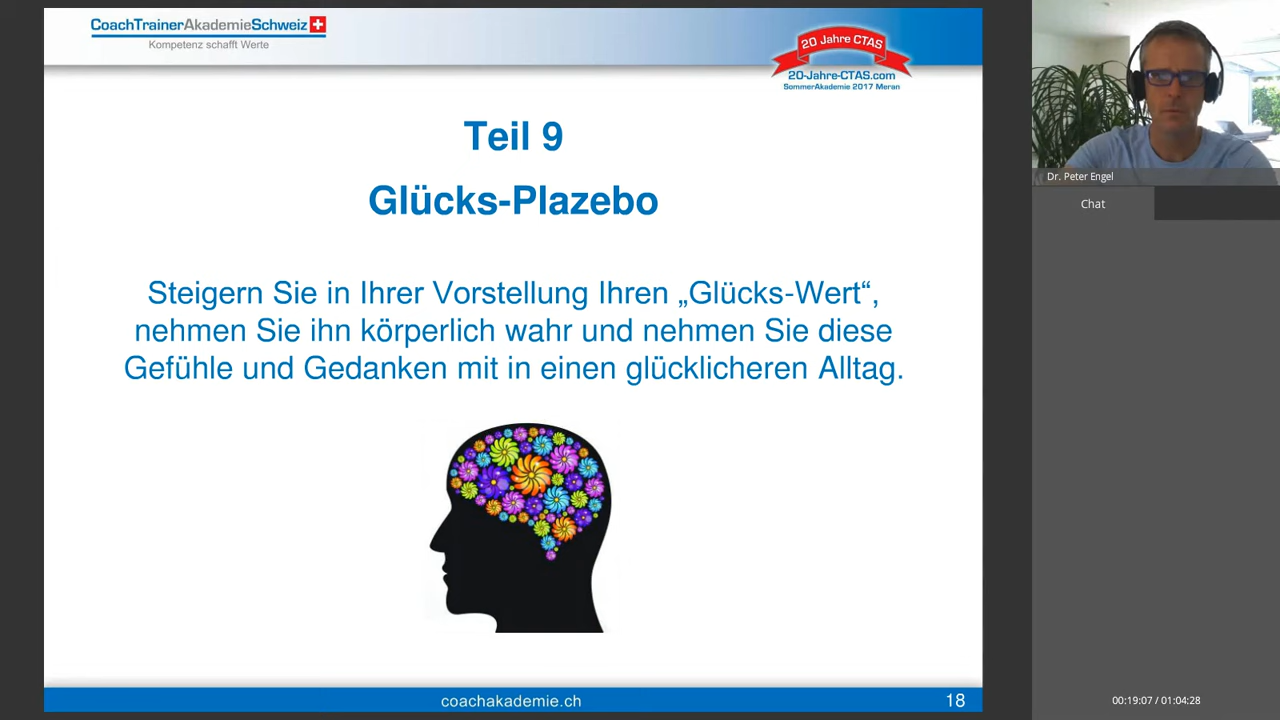 CoachTrainerAkademieSchweiz
Kompetenz schafft Werte
20 Jahre CTAS
20-Jahre-CTAS.com
SommerAkademie 2017 Meran
Teil 9
Glücks-Plazebo
Steigern Sie in Ihrer Vorstellung Ihren „Glücks-Wert“,
nehmen Sie ihn körperlich wahr und nehmen Sie diese
Gefühle und Gedanken mit in einen glücklicheren Alltag.
coachakademie.ch
18
Dr. Peter Engel
Chat
00:19:07 / 01:04:28